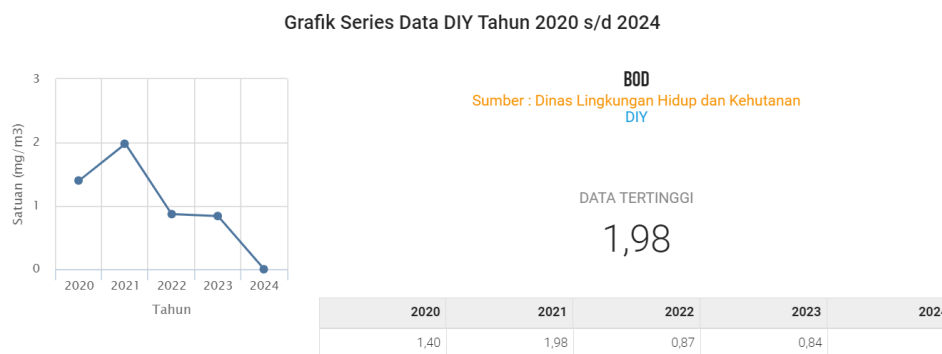 Grafik Series Data DIY Tahun 2020 s/d 2024
3
2
1
0
Satuan (mg/m3)
2020 2021 2022 2023 2024
Tahun
BOD
Sumber : Dinas Lingkungan Hidup dan Kehutanan
DIY
DATA TERTINGGI
1,98
2020 2021 2022 2023 2024
1,40 1,98 0,87 0,84